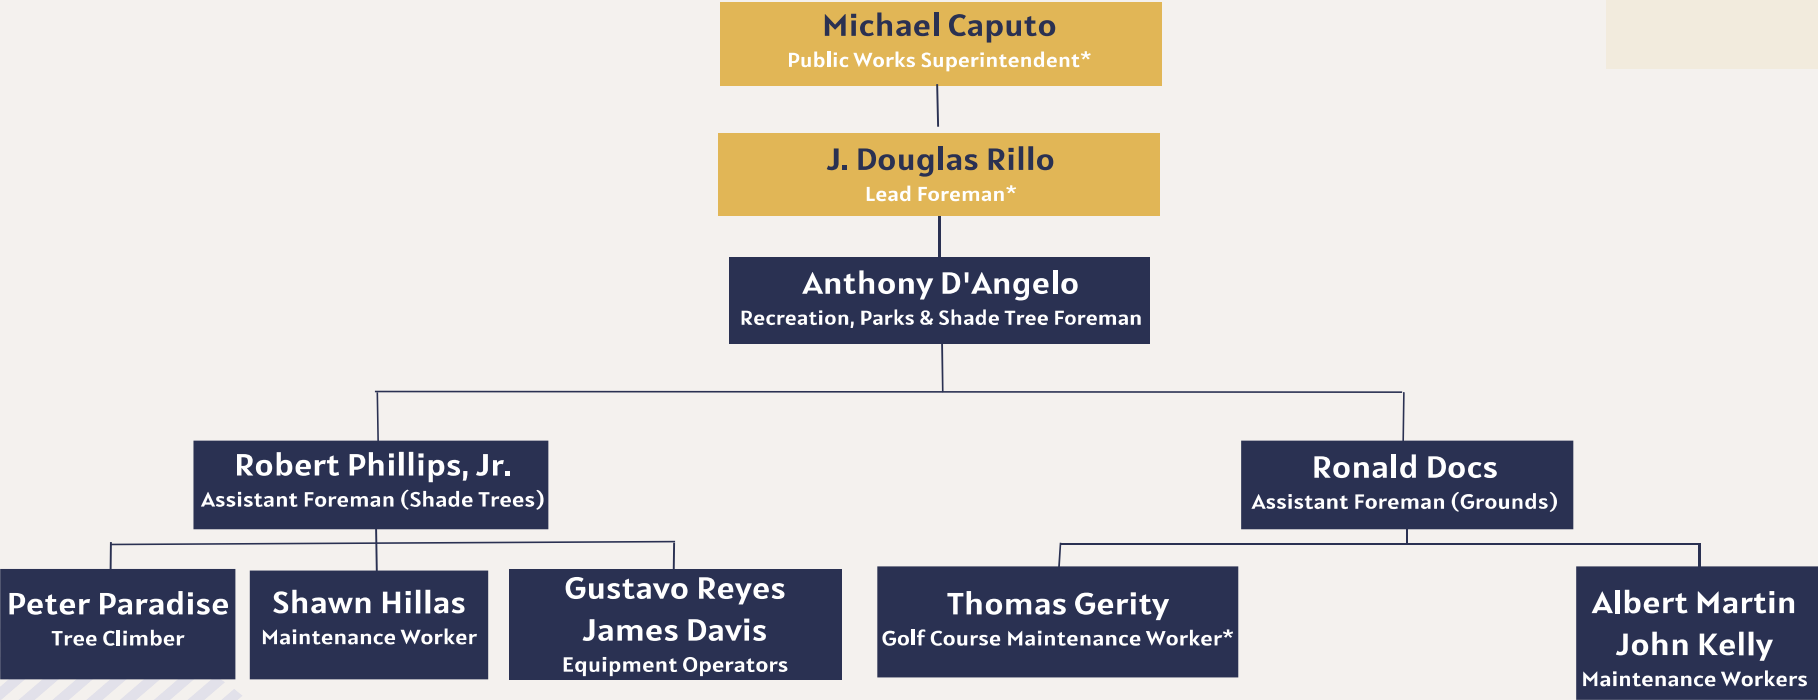 Michael Caputo
Public Works Superintendent*
J. Douglas Rillo
Lead Foreman*
Anthony D'Angelo
Recreation, Parks & Shade Tree Foreman
Robert Phillips, Jr.
Assistant Foreman (Shade Trees)
Ronald Docs
Assistant Foreman (Grounds)
Peter Paradise
Tree Climber
Shawn Hillas
Maintenance Worker
Gustavo Reyes
James Davis
Equipment Operators
Thomas Gerity
Golf Course Maintenance Worker*
Albert Martin
John Kelly
Maintenance Workers